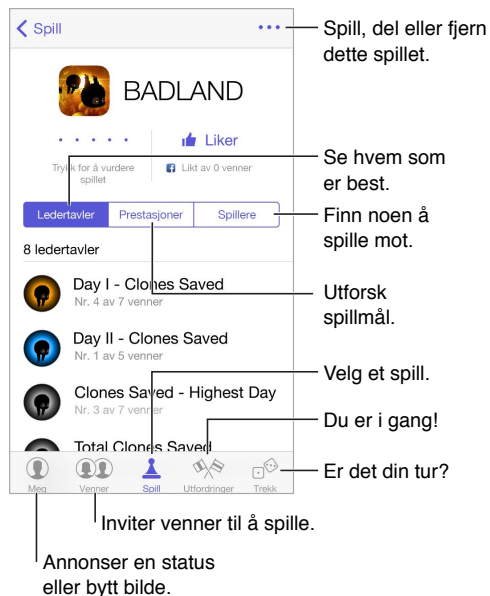 Spill
Spill, del eller fjern
dette spillet.
BADLAND
Liker
Trykk for å vurdere
spillet
Likt av 0 venner
Se hvem som
er best.
Ledertavler
Prestasjoner
Spillere
Finn noen å
spille mot.
8 ledertavler
Day I - Clones Saved
Nr. 4 av 7 venner
Utforsk
spillmål.
Day II - Clones Saved
Nr. 1 av 5 venner
Velg et spill.
Clones Saved - Highest Day
Nr. 3 av 7 venner
Du er i gang!
Total Clones Saved
Er det din tur?
Meg
Venner
Spill
Utfordringer
Trekk
Inviter venner til å spille.
Annonser en status
eller bytt bilde.